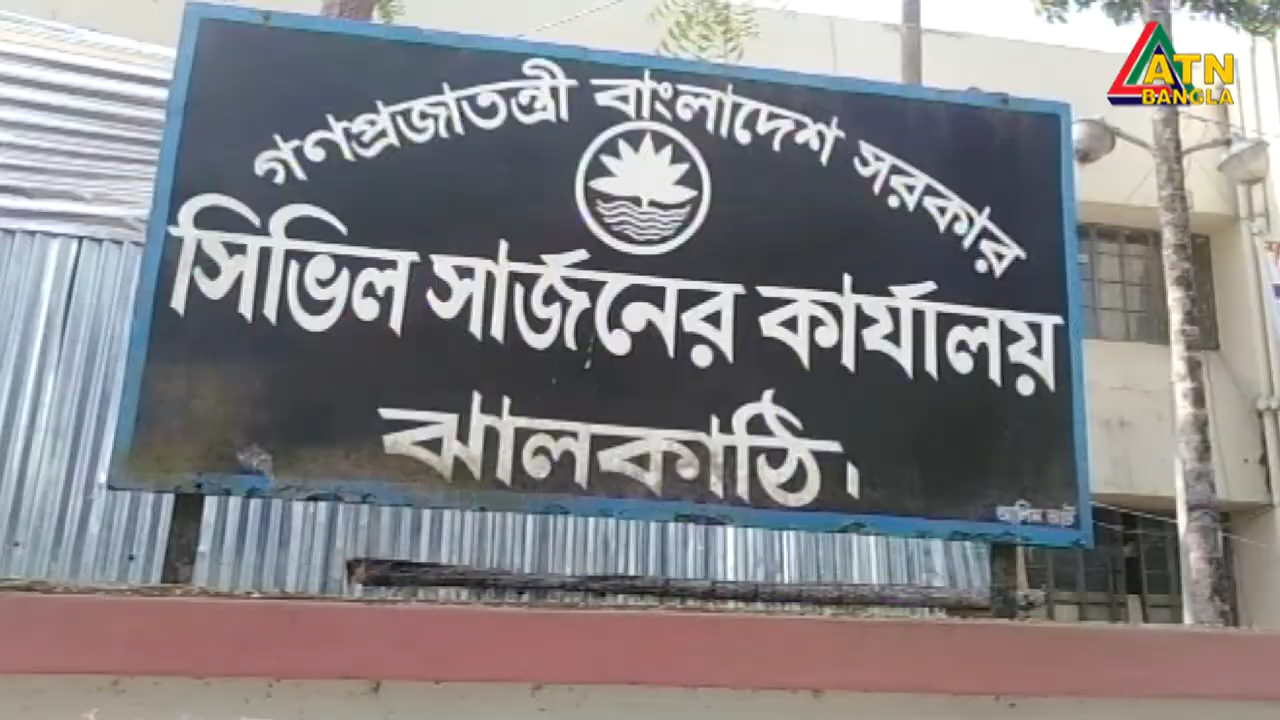 গণপ্রজাতন্ত্রী বাংলাদেশ সরকার
সিভিল সার্জনের কার্যালয়
ঝালকাঠি।
ATN
BANGLA